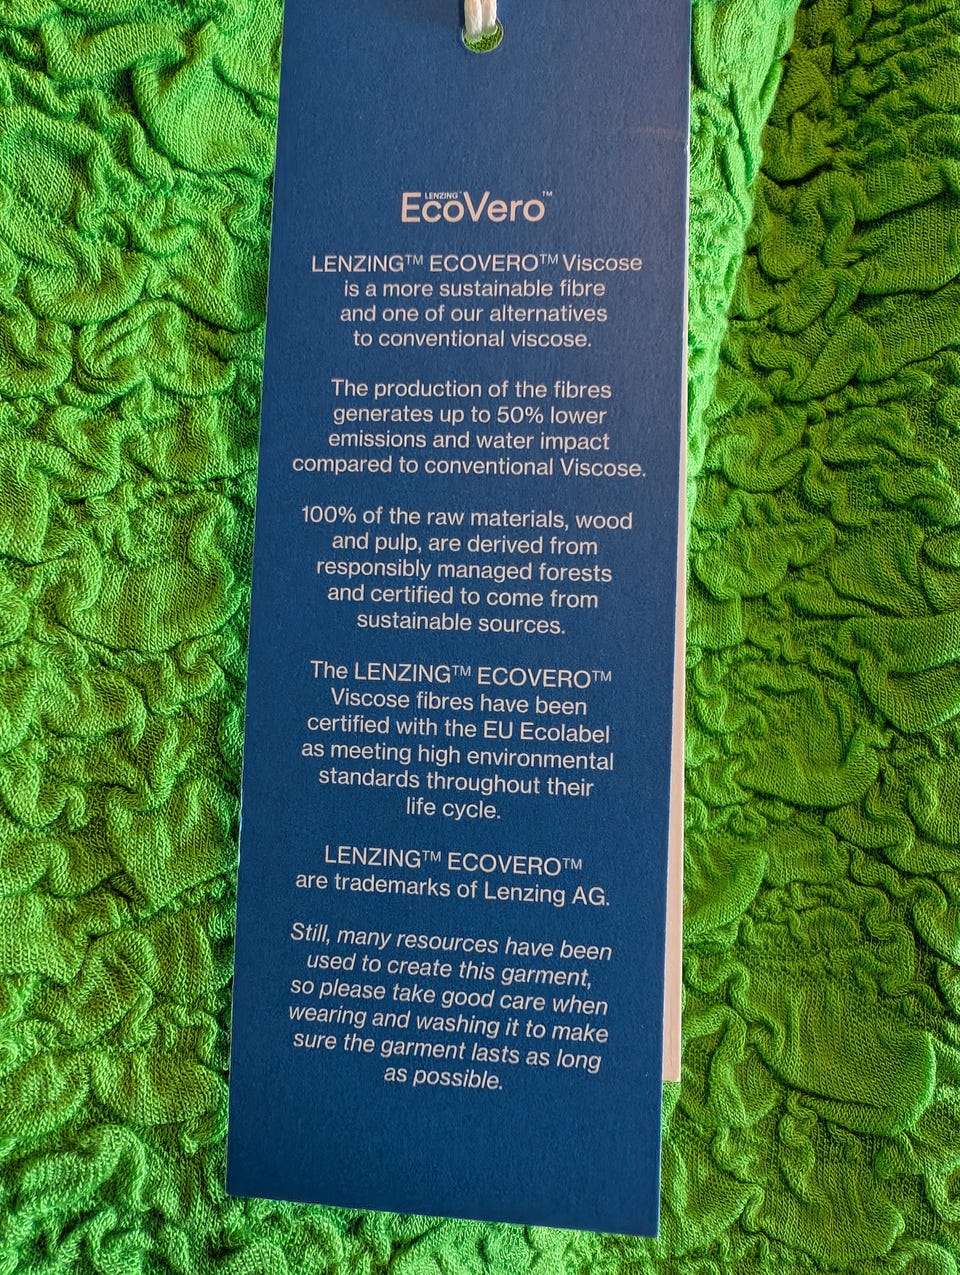 LENZING™
EcoVero™
LENZING™ ECOVERO™ Viscose
is a more sustainable fibre
and one of our alternatives
to conventional viscose.
The production of the fibres
generates up to 50% lower
emissions and water impact
compared to conventional Viscose.
100% of the raw materials, wood
and pulp, are derived from
responsibly managed forests
and certified to come from
sustainable sources.
The LENZING™ ECOVERO™
Viscose fibres have been
certified with the EU Ecolabel
as meeting high environmental
standards throughout their
life cycle.
LENZING™ ECOVERO™
are trademarks of Lenzing AG.
Still, many resources have been
used to create this garment,
so please take good care when
wearing and washing it to make
sure the garment lasts as long
as possible.